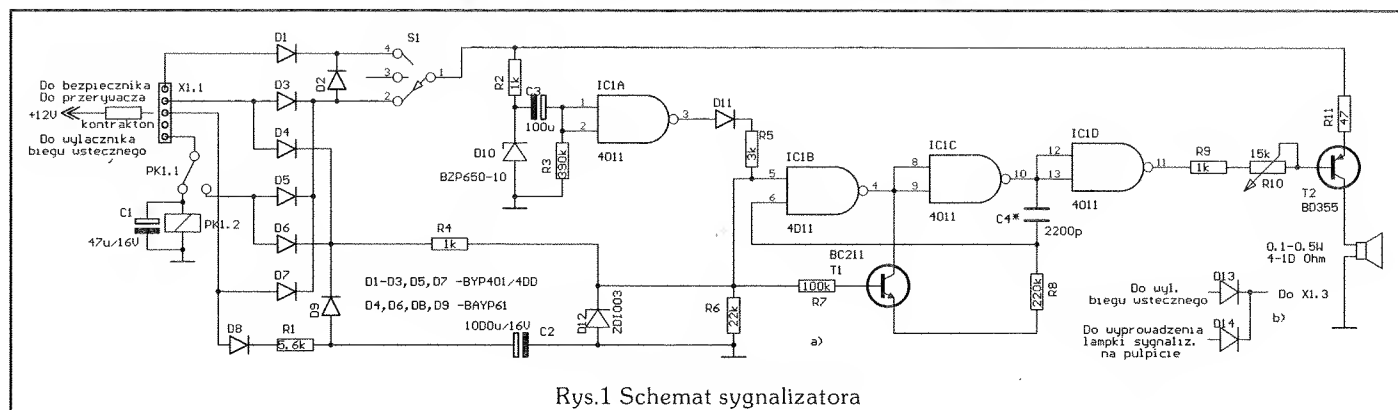 Do bezpiecznika
Do przerywacza
+12V
kontrakton
Do wylacznika
biegu wstecznego
X1.1
PK1.1
PK1.2
C1
47u/16V
D1
D2
D3
D4
D5
D6
D7
D8
D9
R1
5.6k
S1
4
3
2
1
R2
1k
C3
100u
D10
BZP650-10
R3
390k
IC1A
1
2
3
4011
D11
R5
3k
R4
1k
D1-D3, D5, D7 -BYP401/4DD
D4, D6, D8, D9 -BAYP61
1000u/16V
C2
D12
ZD1003
R6
22k
IC1B
5
6
4
4D11
BC211
T1
100k
R7
a)
IC1C
8
9
10
4011
C4*
2200p
R8
220k
IC1D
12
13
11
4011
R9
1k
15k
R10
R11
47
T2
BD355
0.1-0.5W
4-1D Ohm
D13
Do wyl.
biegu wstecznego
Do X1.3
D14
b)
Do wyprowadzenia
lampki sygnaliz.
na pulpicie
Rys.1 Schemat sygnalizatora